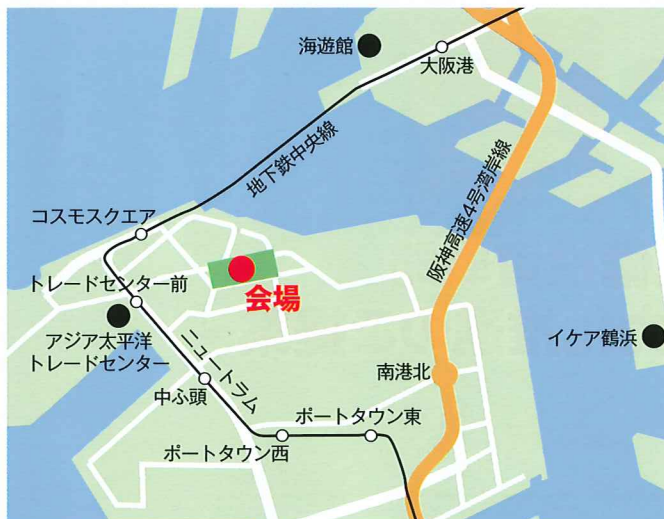 海遊館
大阪港
地下鉄中央線
阪神高速4号湾岸線
コスモスクエア
トレードセンター前
会場
アジア太平洋
トレードセンター
ニュートラム
イケア鶴浜
南港北
中ふ頭
ポートタウン東
ポートタウン西